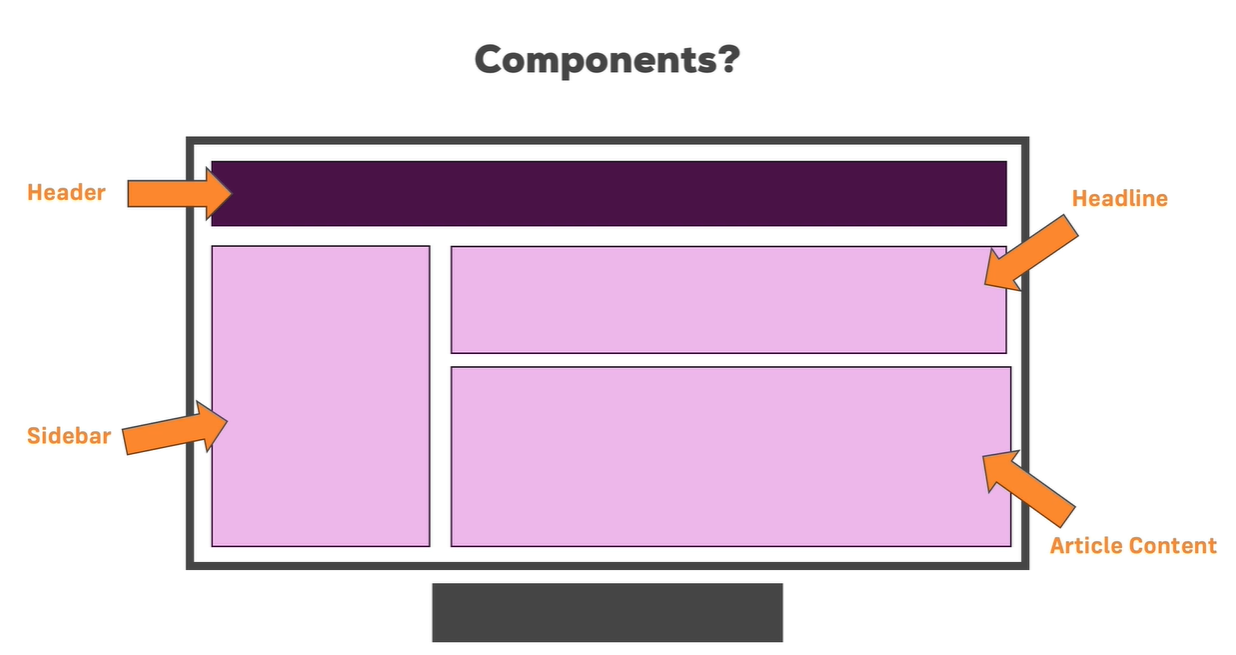 Components?
Header
Headline
Sidebar
Article Content